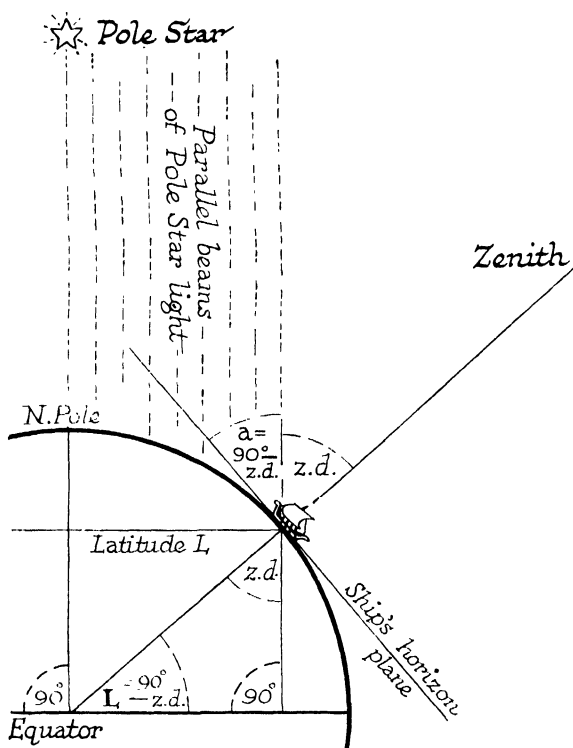 Pole Star
Parallel beams
of Pole Star light
Zenith
N.Pole
a=
90°−
z.d.
z.d.
Latitude L
z.d.
Ship's horizon
plane
90°
L =90°
−z.d.
90°
Equator